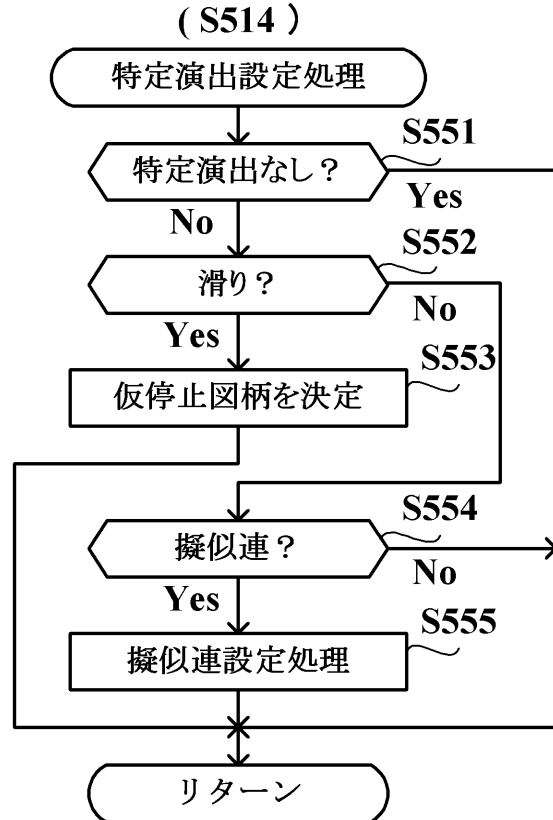 (S514)
特定演出設定処理
S551
特定演出なし?
Yes
No
S552
滑り?
No
Yes
S553
仮停止図柄を決定
S554
擬似連?
No
Yes
S555
擬似連設定処理
リターン